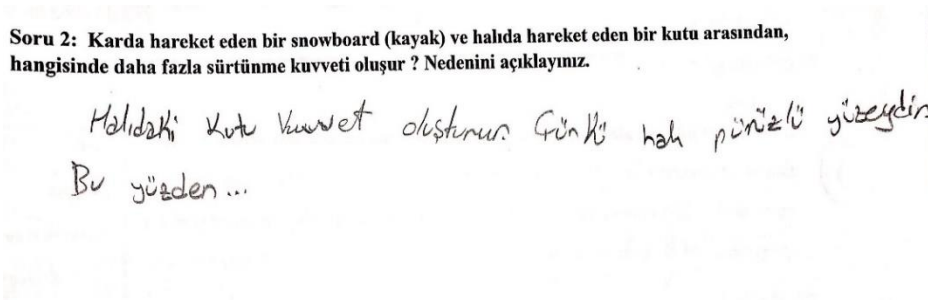 Soru 2: Karda hareket eden bir snowboard (kayak) ve halıda hareket eden bir kutu arasından,
hangisinde daha fazla sürtünme kuvveti oluşur ? Nedenini açıklayınız.
Halıdaki Kutu Kuvvet oluşturur. Çünkü halı pürüzlü yüzeydir.
Bu yüzden...